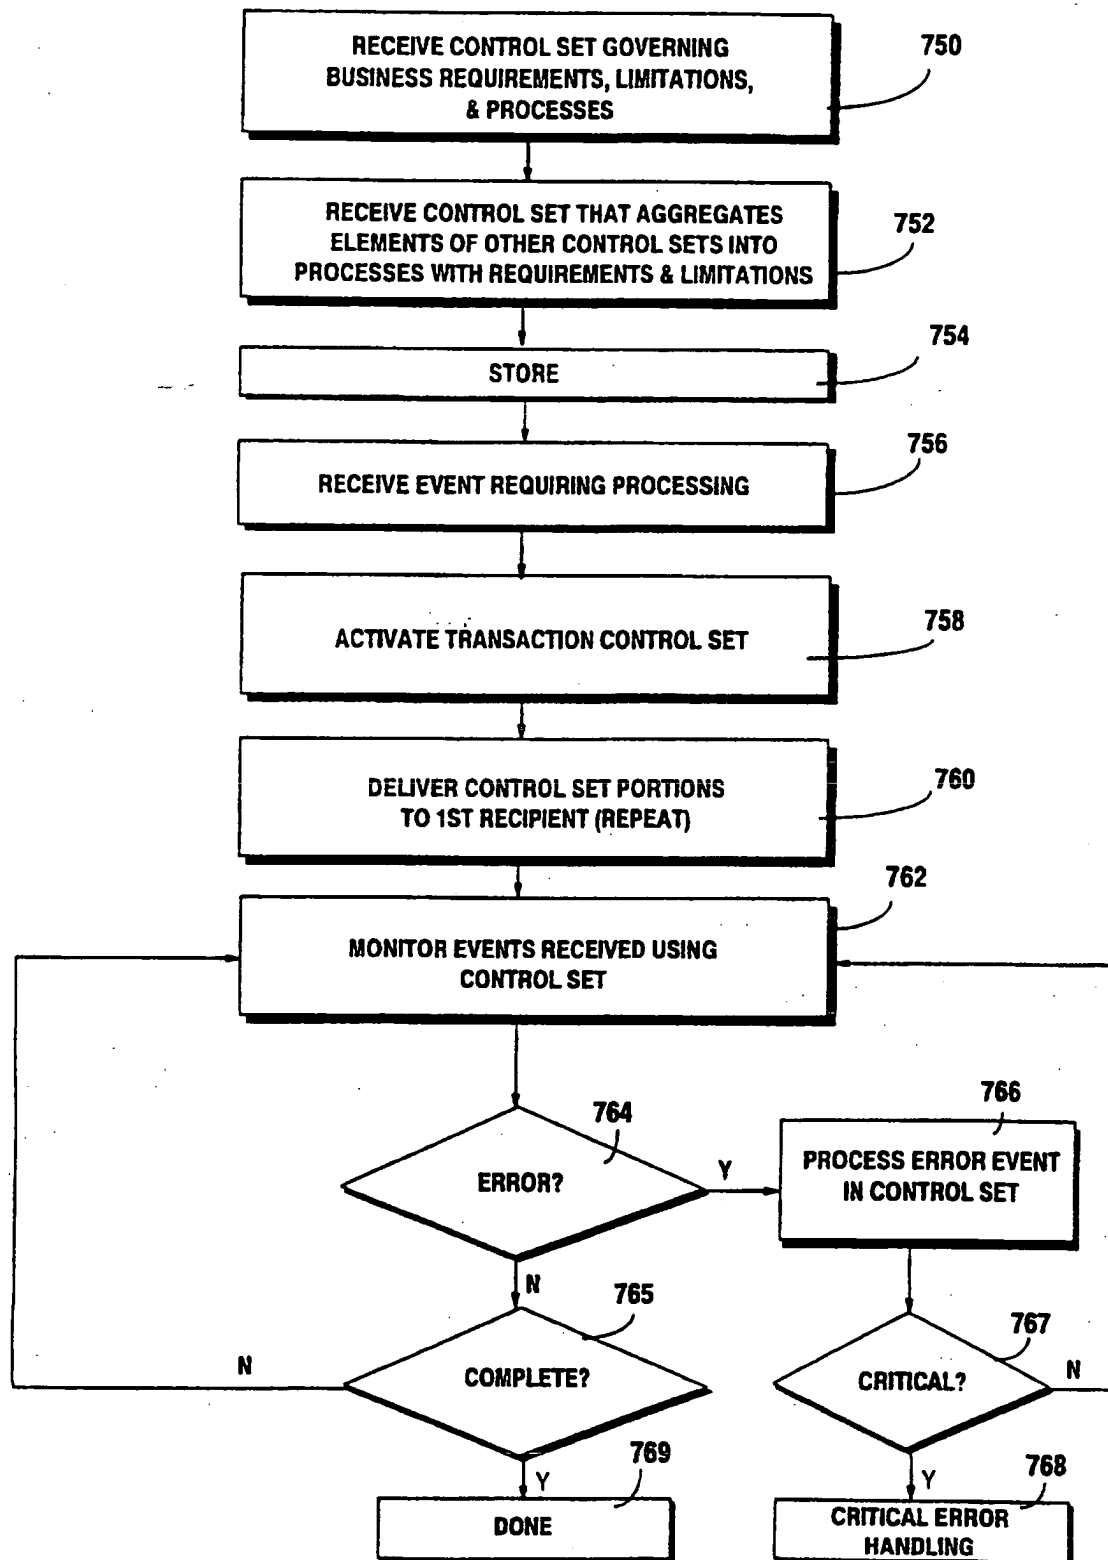 RECEIVE CONTROL SET GOVERNING
BUSINESS REQUIREMENTS, LIMITATIONS,
& PROCESSES
750
RECEIVE CONTROL SET THAT AGGREGATES
ELEMENTS OF OTHER CONTROL SETS INTO
PROCESSES WITH REQUIREMENTS & LIMITATIONS
752
STORE
754
RECEIVE EVENT REQUIRING PROCESSING
756
ACTIVATE TRANSACTION CONTROL SET
758
DELIVER CONTROL SET PORTIONS
TO 1ST RECIPIENT (REPEAT)
760
MONITOR EVENTS RECEIVED USING
CONTROL SET
762
ERROR?
764
Y
PROCESS ERROR EVENT
IN CONTROL SET
766
N
COMPLETE?
765
N
CRITICAL?
767
N
Y
DONE
769
Y
CRITICAL ERROR
HANDLING
768